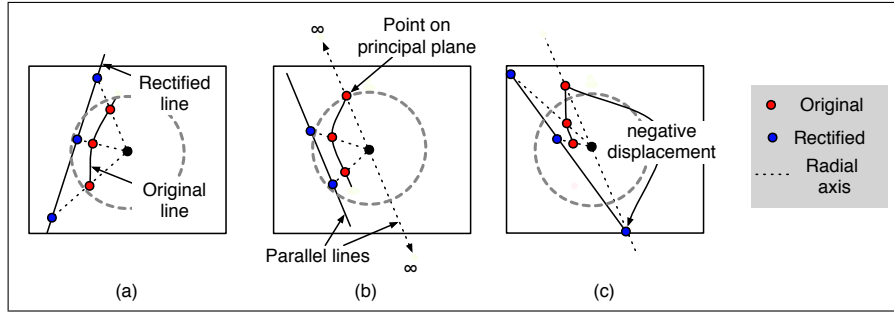 Rectified
line
Original
line
(a)
∞
Point on
principal plane
Parallel lines
∞
(b)
negative
displacement
(c)
Original
Rectified
Radial
axis